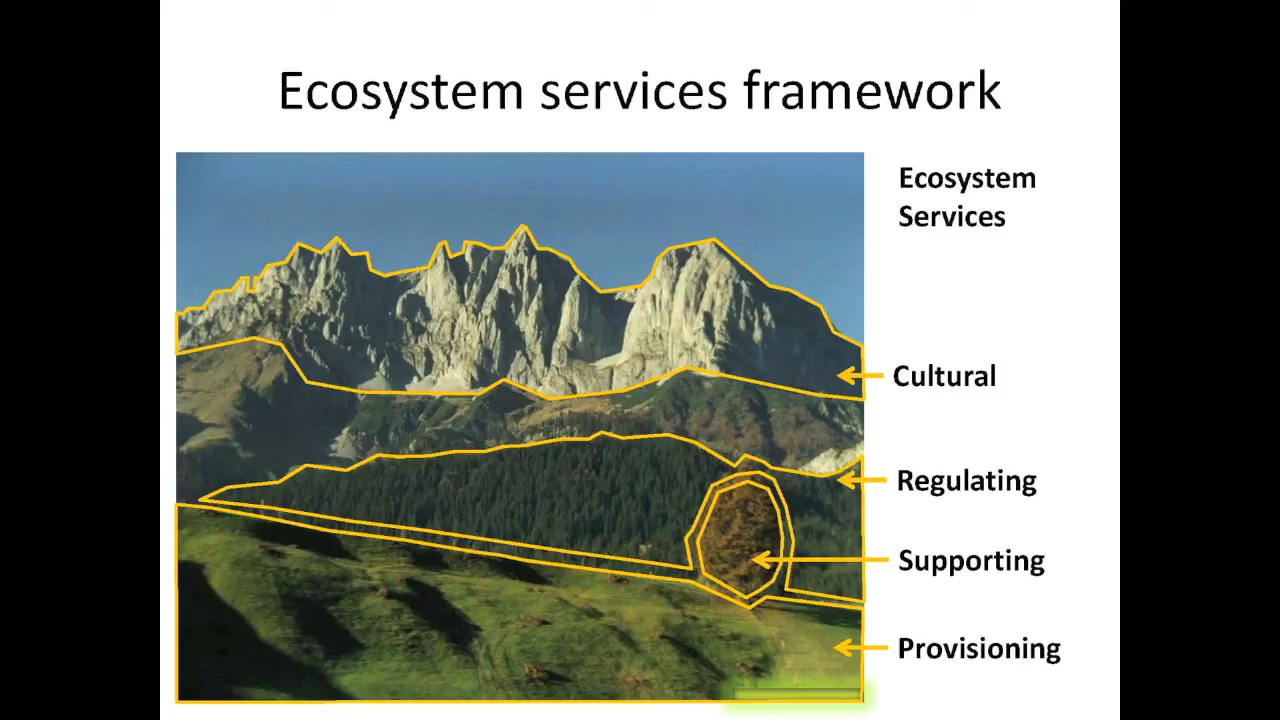 Ecosystem services framework
Ecosystem
Services
Cultural
Regulating
Supporting
Provisioning